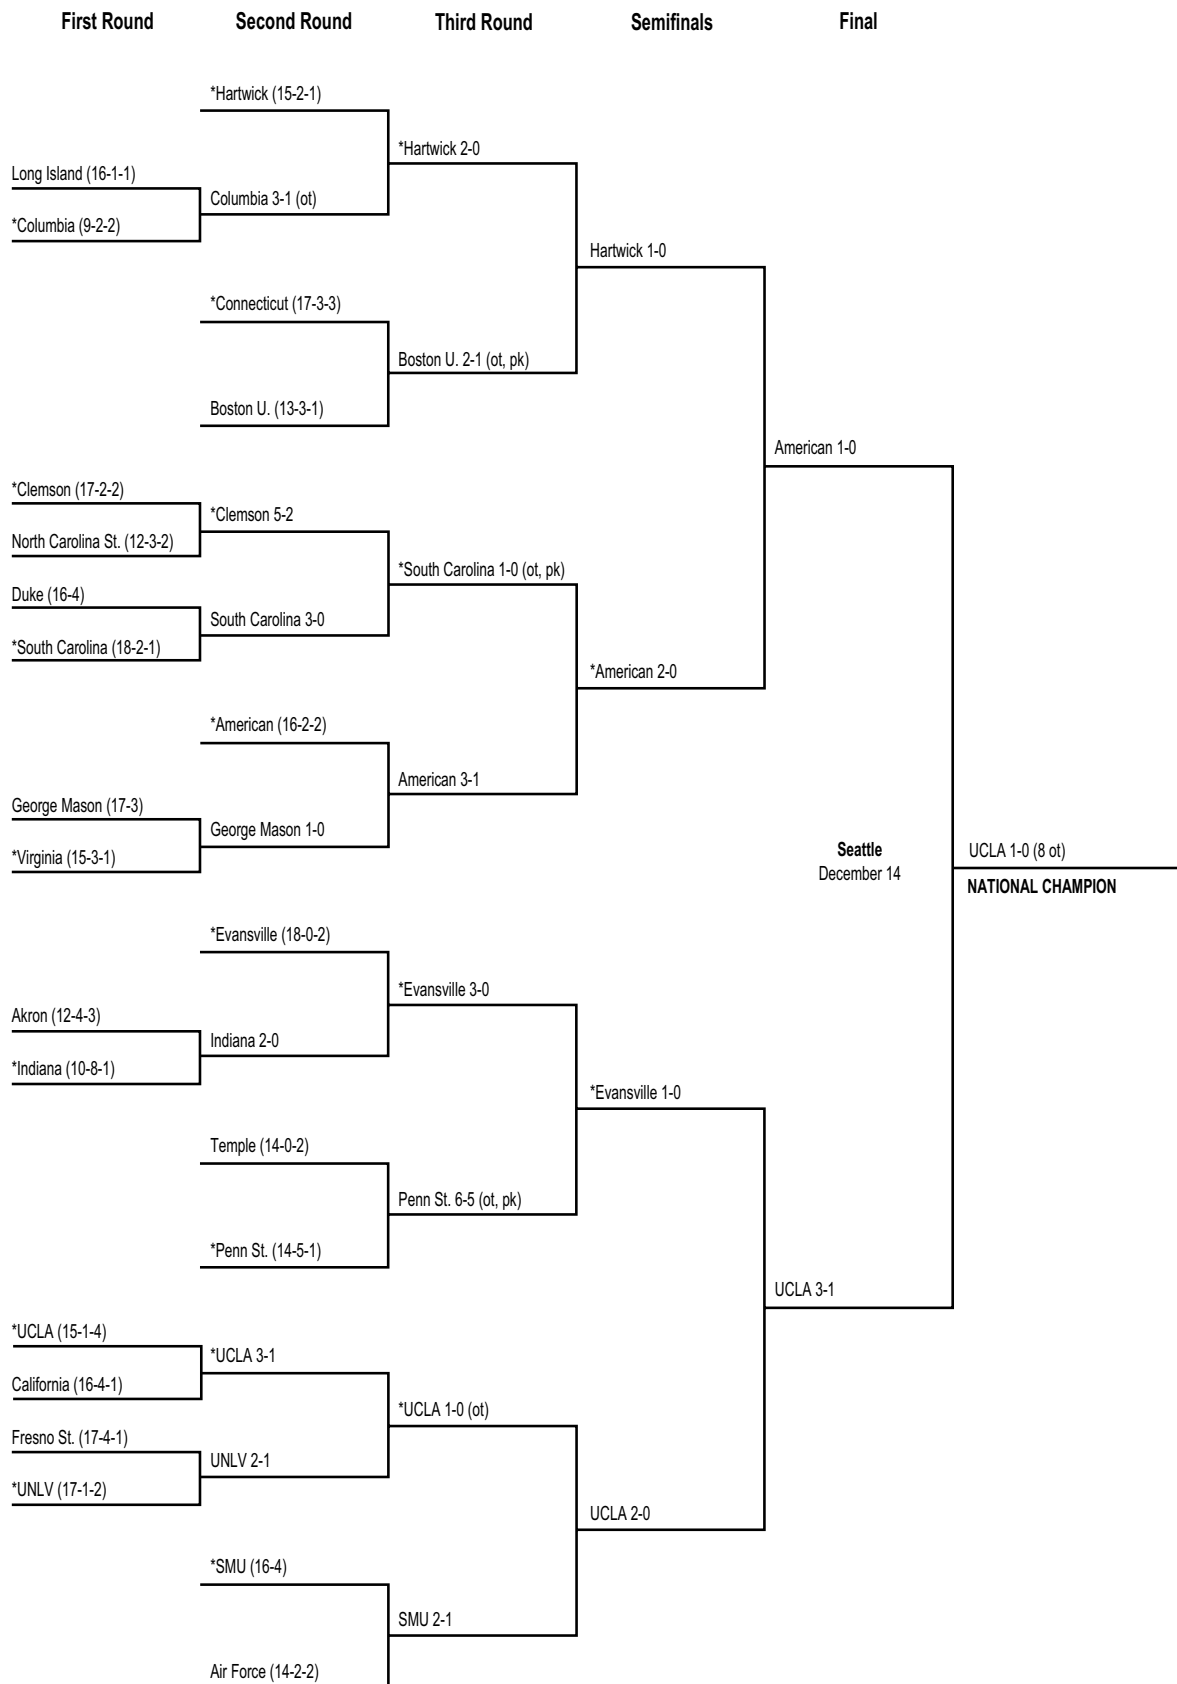 First Round
Second Round
Third Round
Semifinals
Final
*Hartwick (15-2-1)
*Hartwick 2-0
Long Island (16-1-1)
Columbia 3-1 (ot)
*Columbia (9-2-2)
Hartwick 1-0
*Connecticut (17-3-3)
Boston U. 2-1 (ot, pk)
Boston U. (13-3-1)
American 1-0
*Clemson (17-2-2)
*Clemson 5-2
North Carolina St. (12-3-2)
*South Carolina 1-0 (ot, pk)
Duke (16-4)
South Carolina 3-0
*South Carolina (18-2-1)
*American 2-0
*American (16-2-2)
American 3-1
George Mason (17-3)
George Mason 1-0
*Virginia (15-3-1)
Seattle
December 14
UCLA 1-0 (8 ot)
NATIONAL CHAMPION
*Evansville (18-0-2)
*Evansville 3-0
Akron (12-4-3)
Indiana 2-0
*Indiana (10-8-1)
*Evansville 1-0
Temple (14-0-2)
Penn St. 6-5 (ot, pk)
*Penn St. (14-5-1)
UCLA 3-1
*UCLA (15-1-4)
*UCLA 3-1
California (16-4-1)
*UCLA 1-0 (ot)
Fresno St. (17-4-1)
UNLV 2-1
*UNLV (17-1-2)
UCLA 2-0
*SMU (16-4)
SMU 2-1
Air Force (14-2-2)